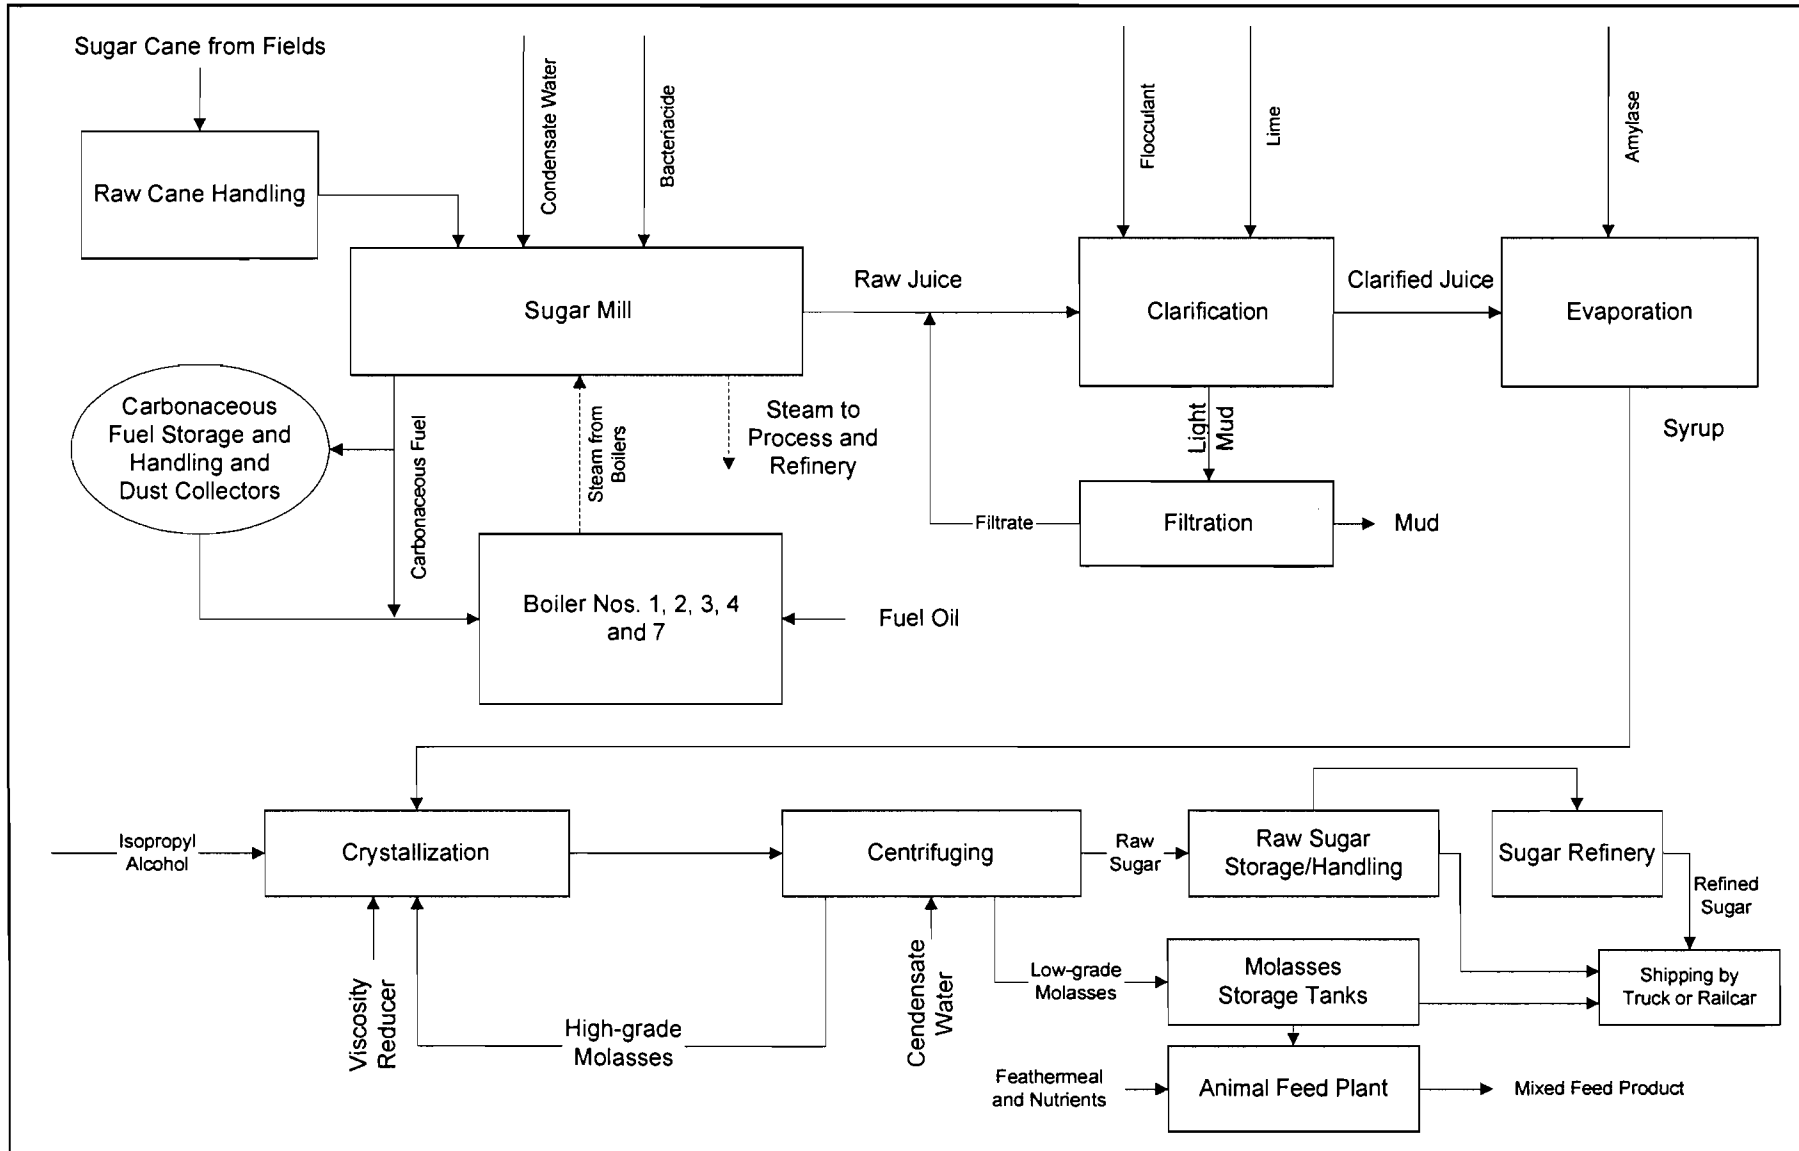 Sugar Cane from Fields
Condensate Water
Bacteriacide
Flocculant
Lime
Amylase
Raw Cane Handling
Sugar Mill
Raw Juice
Clarification
Clarified Juice
Evaporation
Carbonaceous
Fuel Storage and
Handling and
Dust Collectors
Carbonaceous Fuel
Steam from
Boilers
Steam to
Process and
Refinery
Light
Mud
Syrup
Filtrate
Filtration
Mud
Boiler Nos. 1, 2, 3, 4
and 7
Fuel Oil
Isopropyl
Alcohol
Crystallization
Centrifuging
Raw
Sugar
Raw Sugar
Storage/Handling
Sugar Refinery
Refined
Sugar
Viscosity
Reducer
High-grade
Molasses
Cendensate
Water
Low-grade
Molasses
Molasses
Storage Tanks
Shipping by
Truck or Railcar
Feathermeal
and Nutrients
Animal Feed Plant
Mixed Feed Product